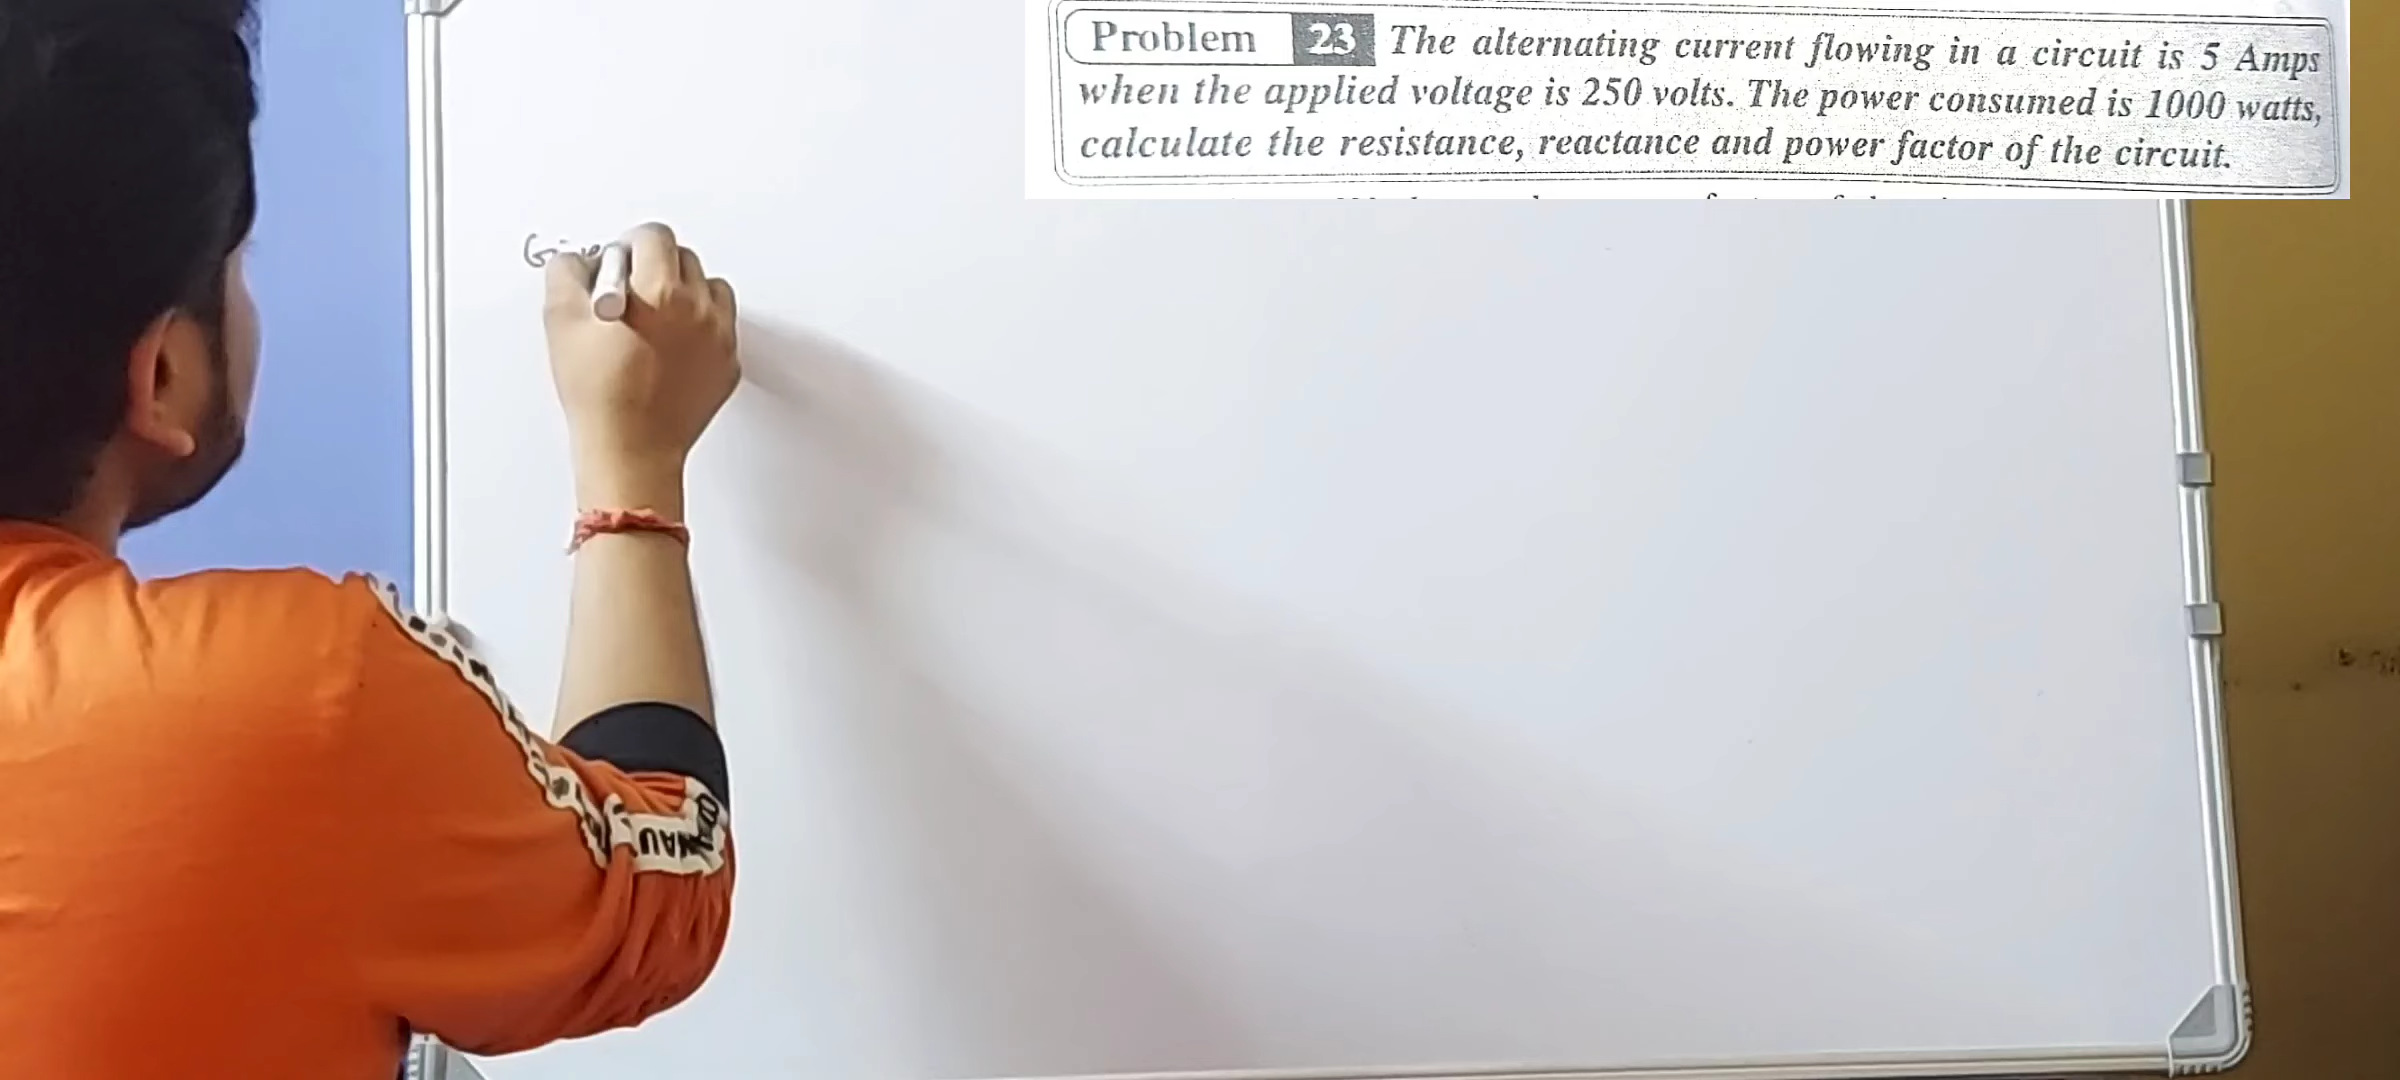 Problem 23 The alternating current flowing in a circuit is 5 Amps
when the applied voltage is 250 volts. The power consumed is 1000 watts,
calculate the resistance, reactance and power factor of the circuit.